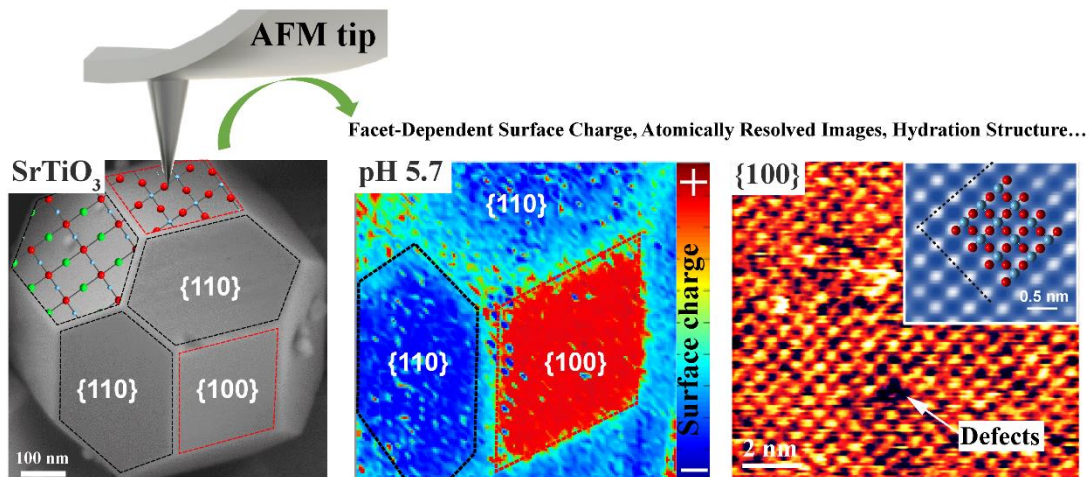 AFM tip
Facet-Dependent Surface Charge, Atomically Resolved Images, Hydration Structure…
SrTiO₃
{110}
{110}
{100}
100 nm
pH 5.7
{110}
{110}
{100}
+
Surface charge
−
{100}
0.5 nm
Defects
2 nm